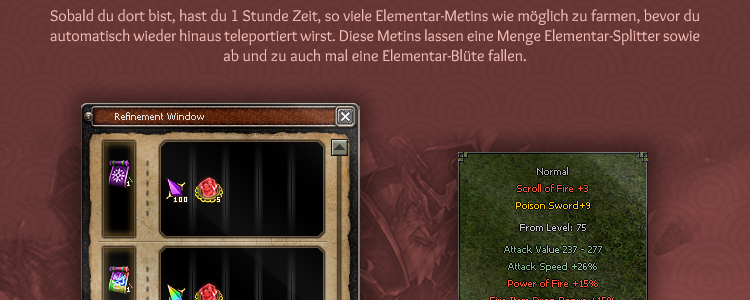 Sobald du dort bist, hast du 1 Stunde Zeit, so viele Elementar-Metins wie möglich zu farmen, bevor du
automatisch wieder hinaus teleportiert wirst. Diese Metins lassen eine Menge Elementar-Splitter sowie
ab und zu auch mal eine Elementar-Blüte fallen.
Refinement Window
1
100
5
1
Normal
Scroll of Fire +3
Poison Sword+9
From Level: 75
Attack Value 237 - 277
Attack Speed +26%
Power of Fire +15%